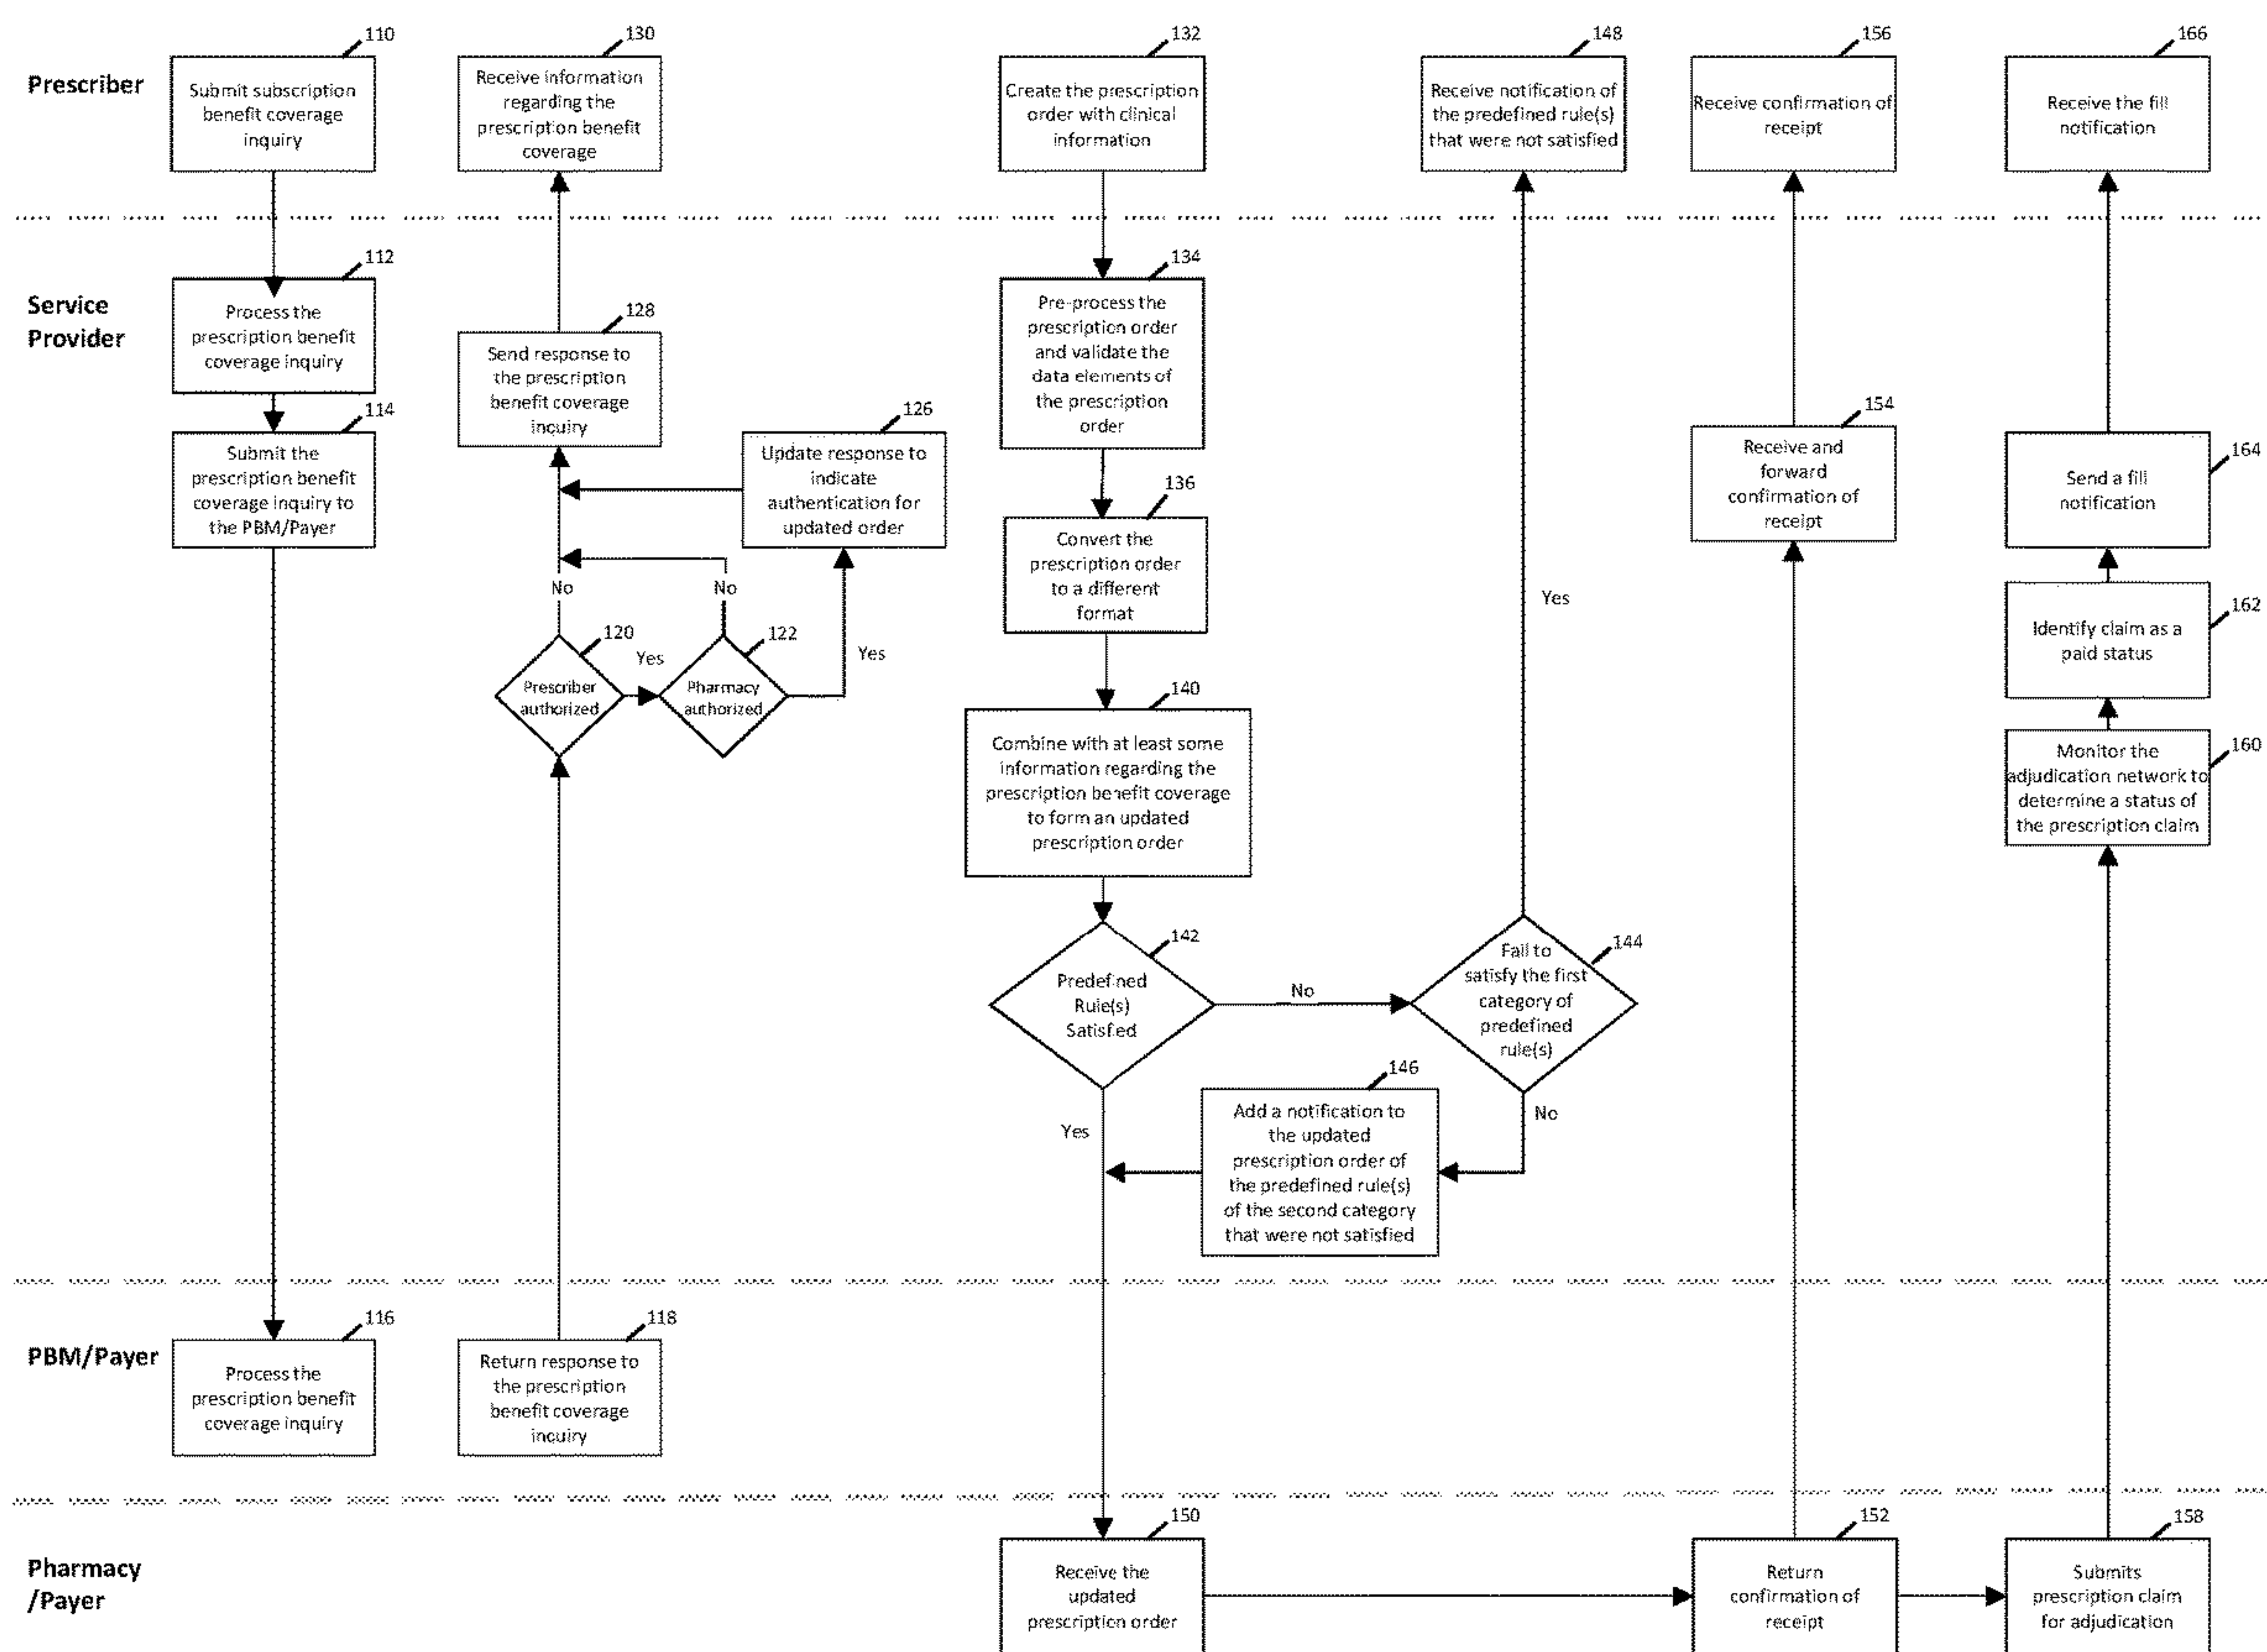 Prescriber
110
Submit subscription
benefit coverage
inquiry
130
Receive information
regarding the
prescription benefit
coverage
132
Create the prescription
order with clinical
information
148
Receive notification of
the predefined rule(s)
that were not satisfied
156
Receive confirmation of
receipt
166
Receive the fill
notification
Service
Provider
112
Process the
prescription benefit
coverage inquiry
114
Submit the
prescription benefit
coverage inquiry to
the PBM/Payer
128
Send response to
the prescription
benefit coverage
inquiry
126
Update response to
indicate
authentication for
updated order
No
No
120
Prescriber
authorized
Yes
122
Pharmacy
authorized
Yes
134
Pre-process the
prescription order
and validate the
data elements of
the prescription
order
136
Convert the
prescription order
to a different
format
140
Combine with at least some
information regarding the
prescription benefit coverage
to form an updated
prescription order
142
Predefined
Rule(s)
Satisfied
No
Yes
144
Fail to
satisfy the first
category of
predefined
rule(s)
Yes
No
146
Add a notification to
the updated
prescription order of
the predefined rule(s)
of the second category
that were not satisfied
154
Receive and
forward
confirmation of
receipt
164
Send a fill
notification
162
Identify claim as a
paid status
160
Monitor the
adjudication network to
determine a status of
the prescription claim
PBM/Payer
116
Process the
prescription benefit
coverage inquiry
118
Return response to
the prescription
benefit coverage
inquiry
Pharmacy
/Payer
150
Receive the
updated
prescription order
152
Return
confirmation of
receipt
158
Submits
prescription claim
for adjudication